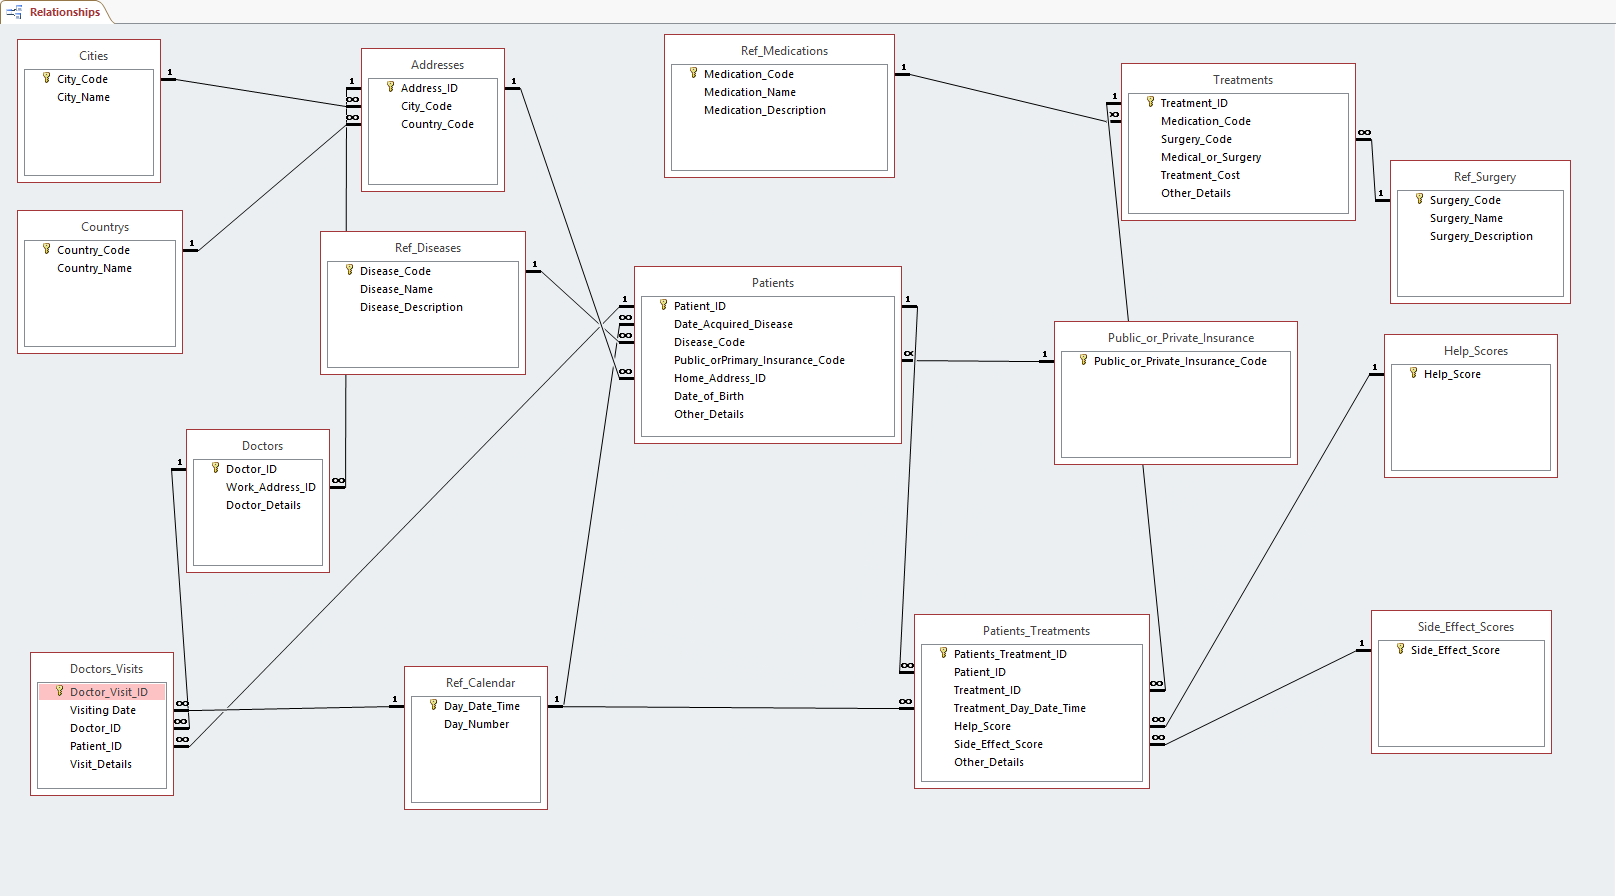 Relationships
Cities
City_Code
City_Name
1
Addresses
Address_ID
City_Code
Country_Code
1
∞
∞
1
Ref_Medications
Medication_Code
Medication_Name
Medication_Description
1
Treatments
Treatment_ID
Medication_Code
Surgery_Code
Medical_or_Surgery
Treatment_Cost
Other_Details
1
∞
∞
Ref_Surgery
Surgery_Code
Surgery_Name
Surgery_Description
1
Countrys
Country_Code
Country_Name
1
Ref_Diseases
Disease_Code
Disease_Name
Disease_Description
1
Patients
Patient_ID
Date_Acquired_Disease
Disease_Code
Public_orPrimary_Insurance_Code
Home_Address_ID
Date_of_Birth
Other_Details
1
∞
∞
∞
1
∞
Public_or_Private_Insurance
Public_or_Private_Insurance_Code
1
Help_Scores
Help_Score
1
Doctors
Doctor_ID
Work_Address_ID
Doctor_Details
1
∞
Doctors_Visits
Doctor_Visit_ID
Visiting Date
Doctor_ID
Patient_ID
Visit_Details
∞
∞
∞
Ref_Calendar
Day_Date_Time
Day_Number
1
1
Patients_Treatments
Patients_Treatment_ID
Patient_ID
Treatment_ID
Treatment_Day_Date_Time
Help_Score
Side_Effect_Score
Other_Details
∞
∞
∞
∞
∞
Side_Effect_Scores
Side_Effect_Score
1